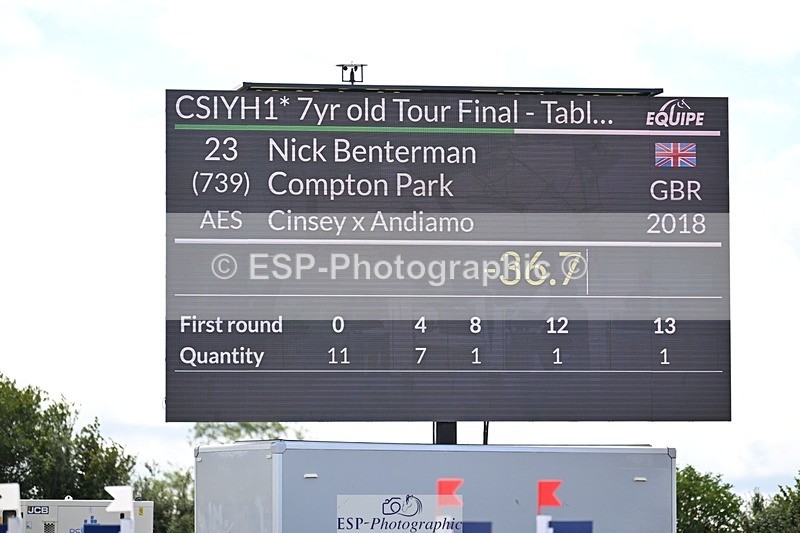 CSIYH1* 7yr old Tour Final - Tabl...
EQUIPE
23 Nick Benterman
(739) Compton Park GBR
AES Cinsey x Andiamo 2018
© ESP-Photographic ©
-36.7
First round 0 4 8 12 13
Quantity 11 7 1 1 1
JCB
ESP-Photographic